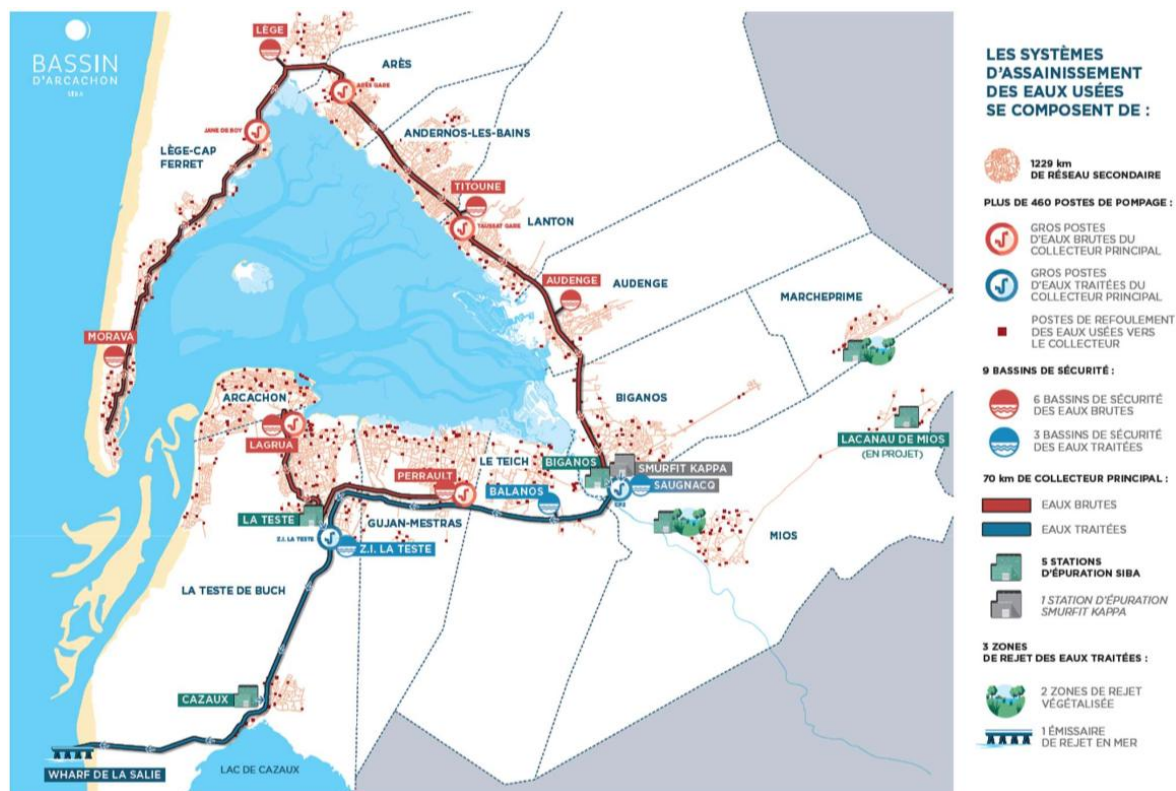 BASSIN
D'ARCACHON
SIBA
LÈGE
ARÈS
ARÈS GARE
JANE DE BOY
ANDERNOS-LES-BAINS
LÈGE-CAP
FERRET
TITOUNE
TAUSSAT GARE
LANTON
AUDENGE
AUDENGE
MARCHEPRIME
MORAVA
ARCACHON
BIGANOS
LAGRUA
LACANAU DE MIOS
(EN PROJET)
LE TEICH
BIGANOS
SMURFIT KAPPA
PERRAULT
BALANOS
SAUGNACQ
LA TESTE
GUJAN-MESTRAS
MIOS
Z.I. LA TESTE
Z.I. LA TESTE
LA TESTE DE BUCH
CAZAUX
LAC DE CAZAUX
WHARF DE LA SALIE
LES SYSTÈMES
D'ASSAINISSEMENT
DES EAUX USÉES
SE COMPOSENT DE :
1229 km
DE RÉSEAU SECONDAIRE
PLUS DE 460 POSTES DE POMPAGE :
GROS POSTES
D'EAUX BRUTES DU
COLLECTEUR PRINCIPAL
GROS POSTES
D'EAUX TRAITÉES DU
COLLECTEUR PRINCIPAL
POSTES DE REFOULEMENT
DES EAUX USÉES VERS
LE COLLECTEUR
9 BASSINS DE SÉCURITÉ :
6 BASSINS DE SÉCURITÉ
DES EAUX BRUTES
3 BASSINS DE SÉCURITÉ
DES EAUX TRAITÉES
70 km DE COLLECTEUR PRINCIPAL :
EAUX BRUTES
EAUX TRAITÉES
5 STATIONS
D'ÉPURATION SIBA
1 STATION D'ÉPURATION
SMURFIT KAPPA
3 ZONES
DE REJET DES EAUX TRAITÉES :
2 ZONES DE REJET
VÉGÉTALISÉE
1 ÉMISSAIRE
DE REJET EN MER